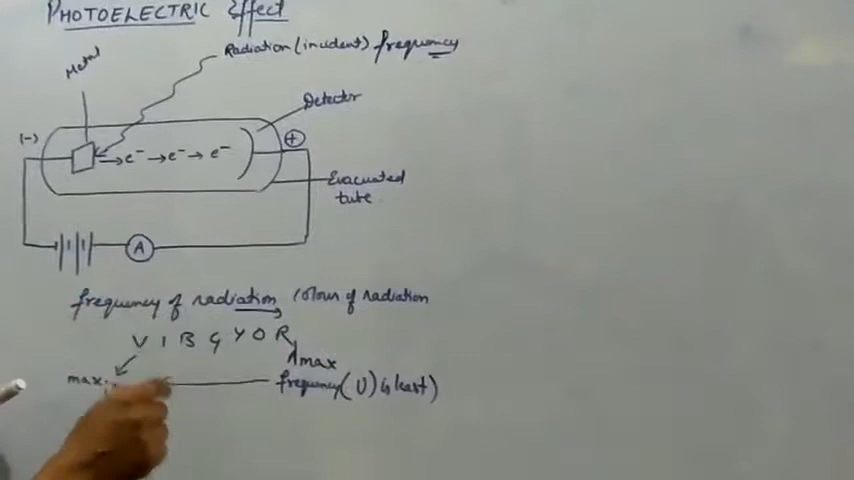 PHOTOELECTRIC Effect
Radiation (incident) frequency
Metal
Detector
(-)
+
→ e⁻ → e⁻ → e⁻
Evacuated
tube
A
frequency of radiation colour of radiation
V I B G Y O R
λmax
max. frequency (υ) is least)